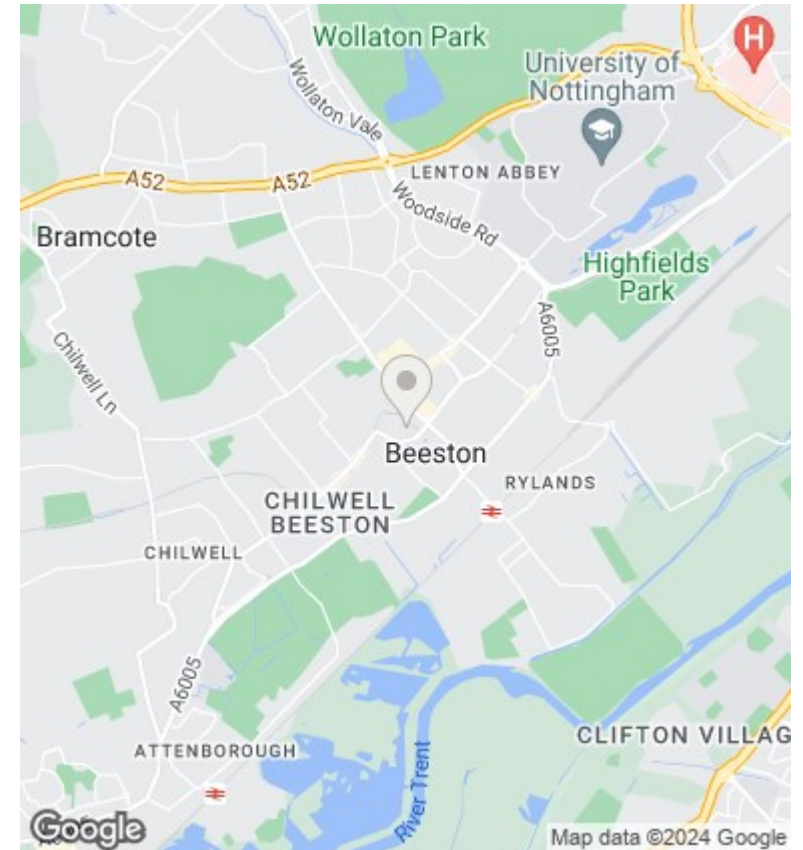 Wollaton Park
University of
Nottingham
H
Wollaton Vale
A52
A52
LENTON ABBEY
Woodside Rd
Bramcote
Highfields
Park
A6005
Chilwell Ln
Beeston
RYLANDS
CHILWELL
BEESTON
CHILWELL
A6005
CLIFTON VILLAG
ATTENBOROUGH
River Trent
Google
Map data ©2024 Google